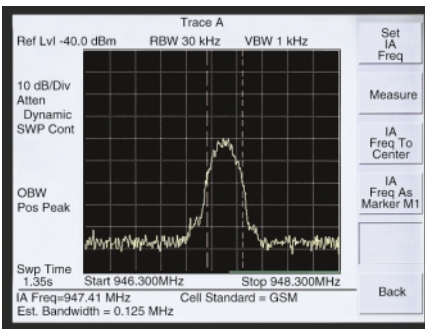 Trace A
Ref Lvl -40.0 dBm RBW 30 kHz VBW 1 kHz
10 dB/Div
Atten
Dynamic
SWP Cont
OBW
Pos Peak
Swp Time
1.35s
Start 946.300MHz Stop 948.300MHz
IA Freq=947.41 MHz Cell Standard = GSM
Est. Bandwidth = 0.125 MHz
Set
IA
Freq
Measure
IA
Freq To
Center
IA
Freq As
Marker M1
Back